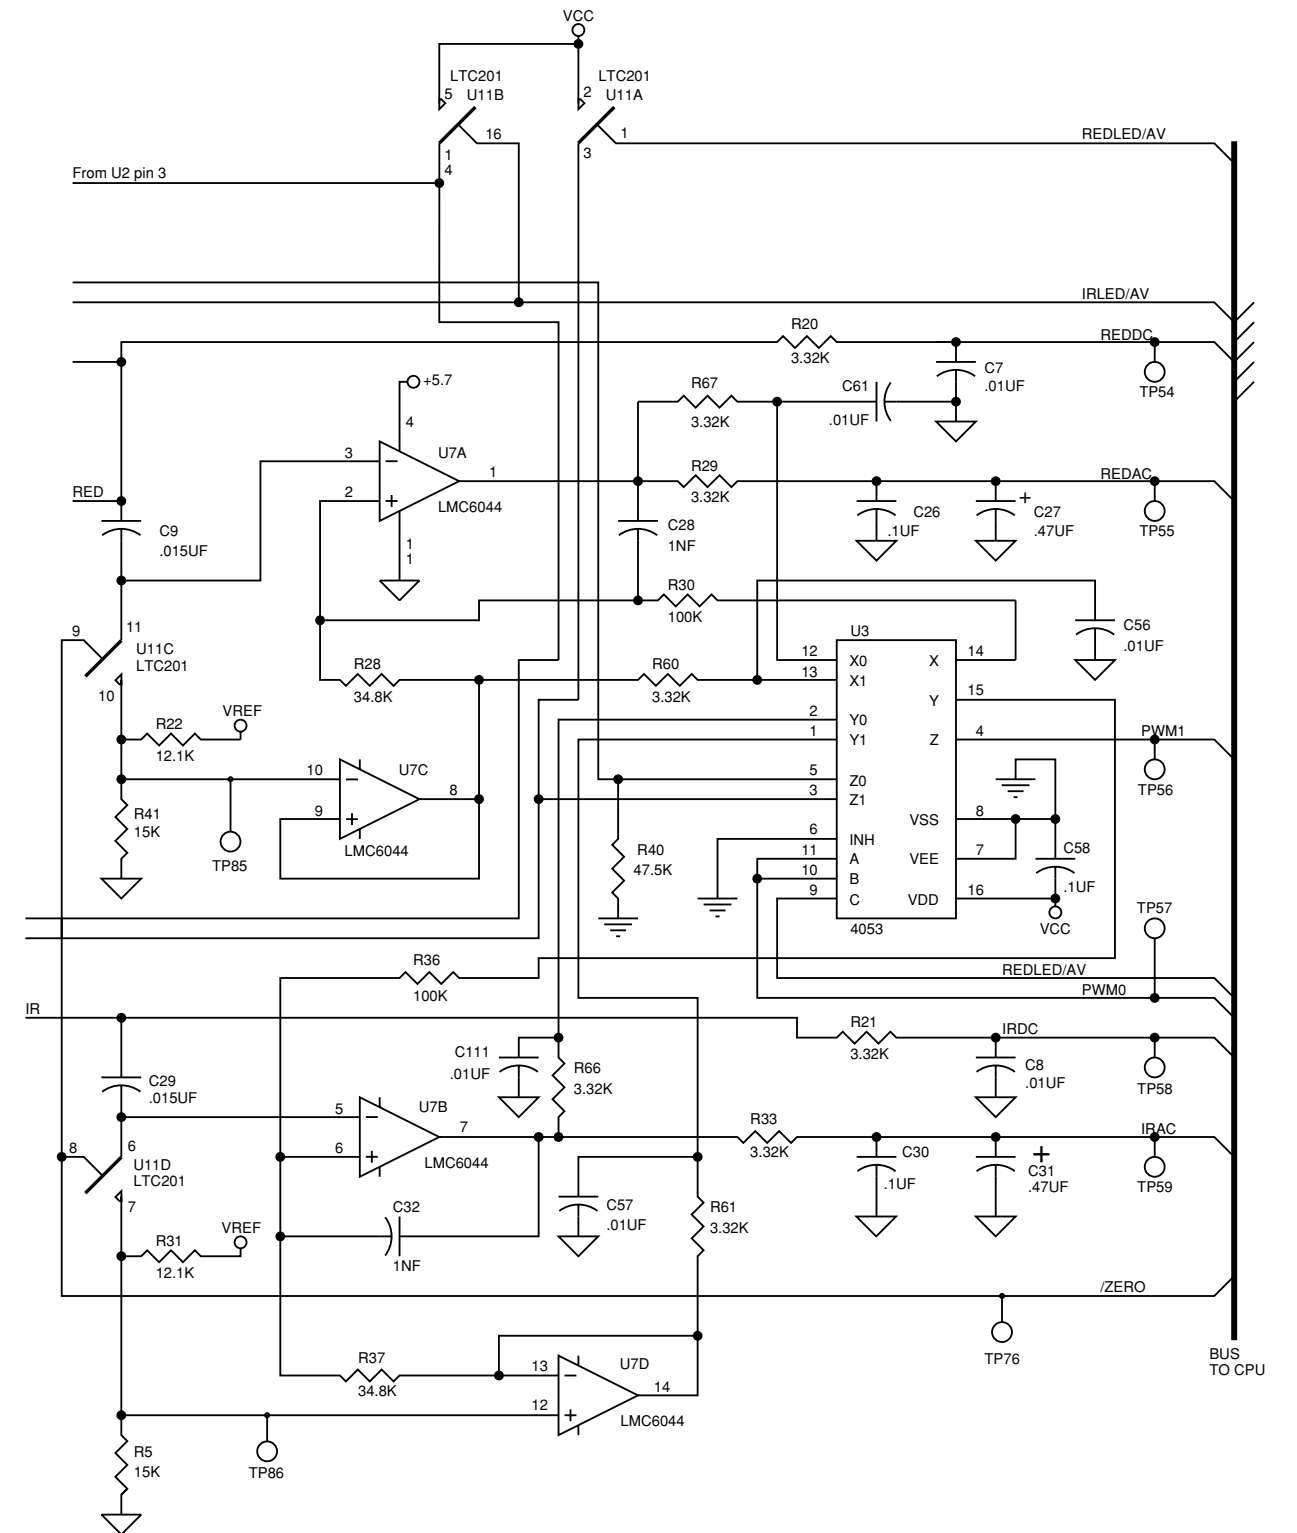 VCC
LTC201
U11B
5
16
1
4
LTC201
U11A
2
1
3
REDLED/AV
From U2 pin 3
IRLED/AV
R20
3.32K
REDDC
C7
.01UF
TP54
+5.7
4
R67
3.32K
C61
.01UF
3
2
U7A
1
LMC6044
1
1
R29
3.32K
REDAC
RED
C9
.015UF
C28
1NF
C26
.1UF
+
C27
.47UF
TP55
R30
100K
C56
.01UF
9
11
U11C
LTC201
10
R28
34.8K
R60
3.32K
U3
12
X0
X
14
13
X1
Y
15
2
Y0
1
Y1
Z
4
PWM1
5
Z0
3
Z1
VSS
8
6
INH
11
A
VEE
7
10
B
9
C
VDD
16
4053
TP56
R22
12.1K
VREF
R41
15K
TP85
10
9
U7C
8
LMC6044
R40
47.5K
C58
.1UF
VCC
TP57
R36
100K
REDLED/AV
PWM0
IR
R21
3.32K
IRDC
C8
.01UF
TP58
C111
.01UF
R66
3.32K
C29
.015UF
5
6
U7B
7
LMC6044
R33
3.32K
IRAC
C30
.1UF
+
C31
.47UF
TP59
8
6
U11D
LTC201
7
C32
1NF
C57
.01UF
R61
3.32K
R31
12.1K
VREF
/ZERO
TP76
BUS
TO CPU
R37
34.8K
13
12
U7D
14
LMC6044
R5
15K
TP86